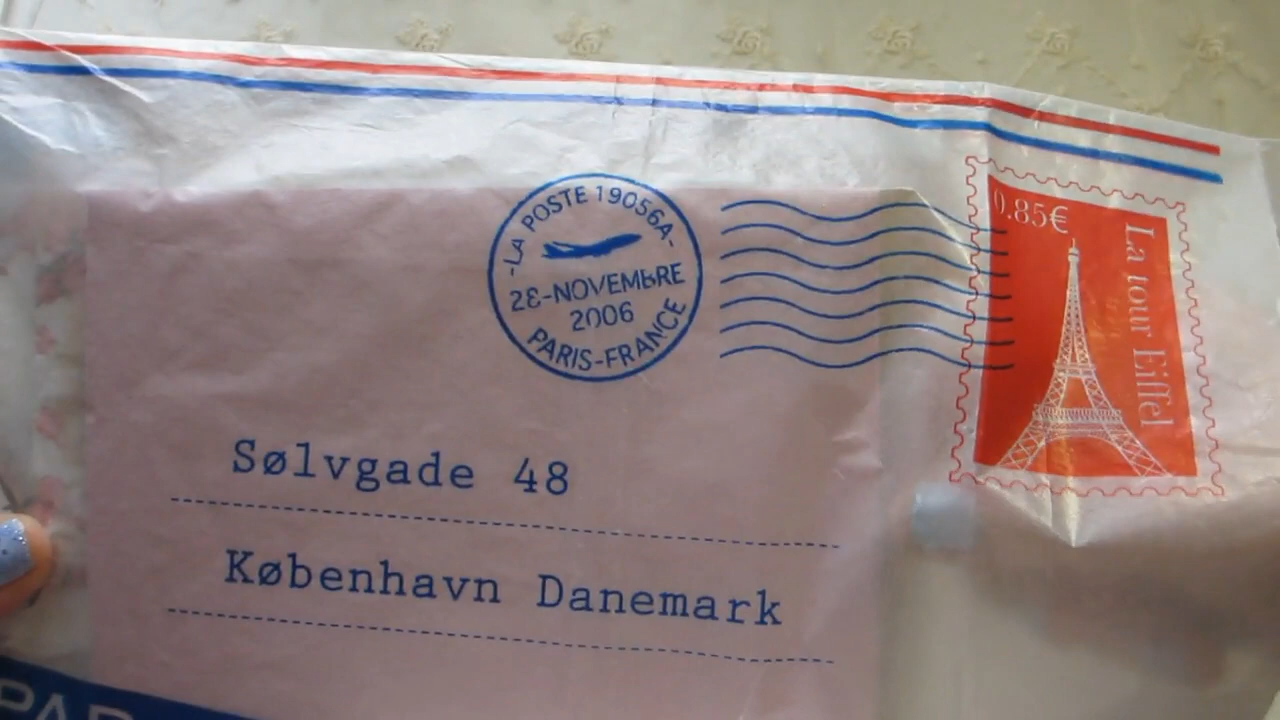 -LA POSTE 19056A-
28-NOVEMBRE
2006
PARIS-FRANCE
0.85€
La tour Eiffel
Sølvgade 48
København Danemark